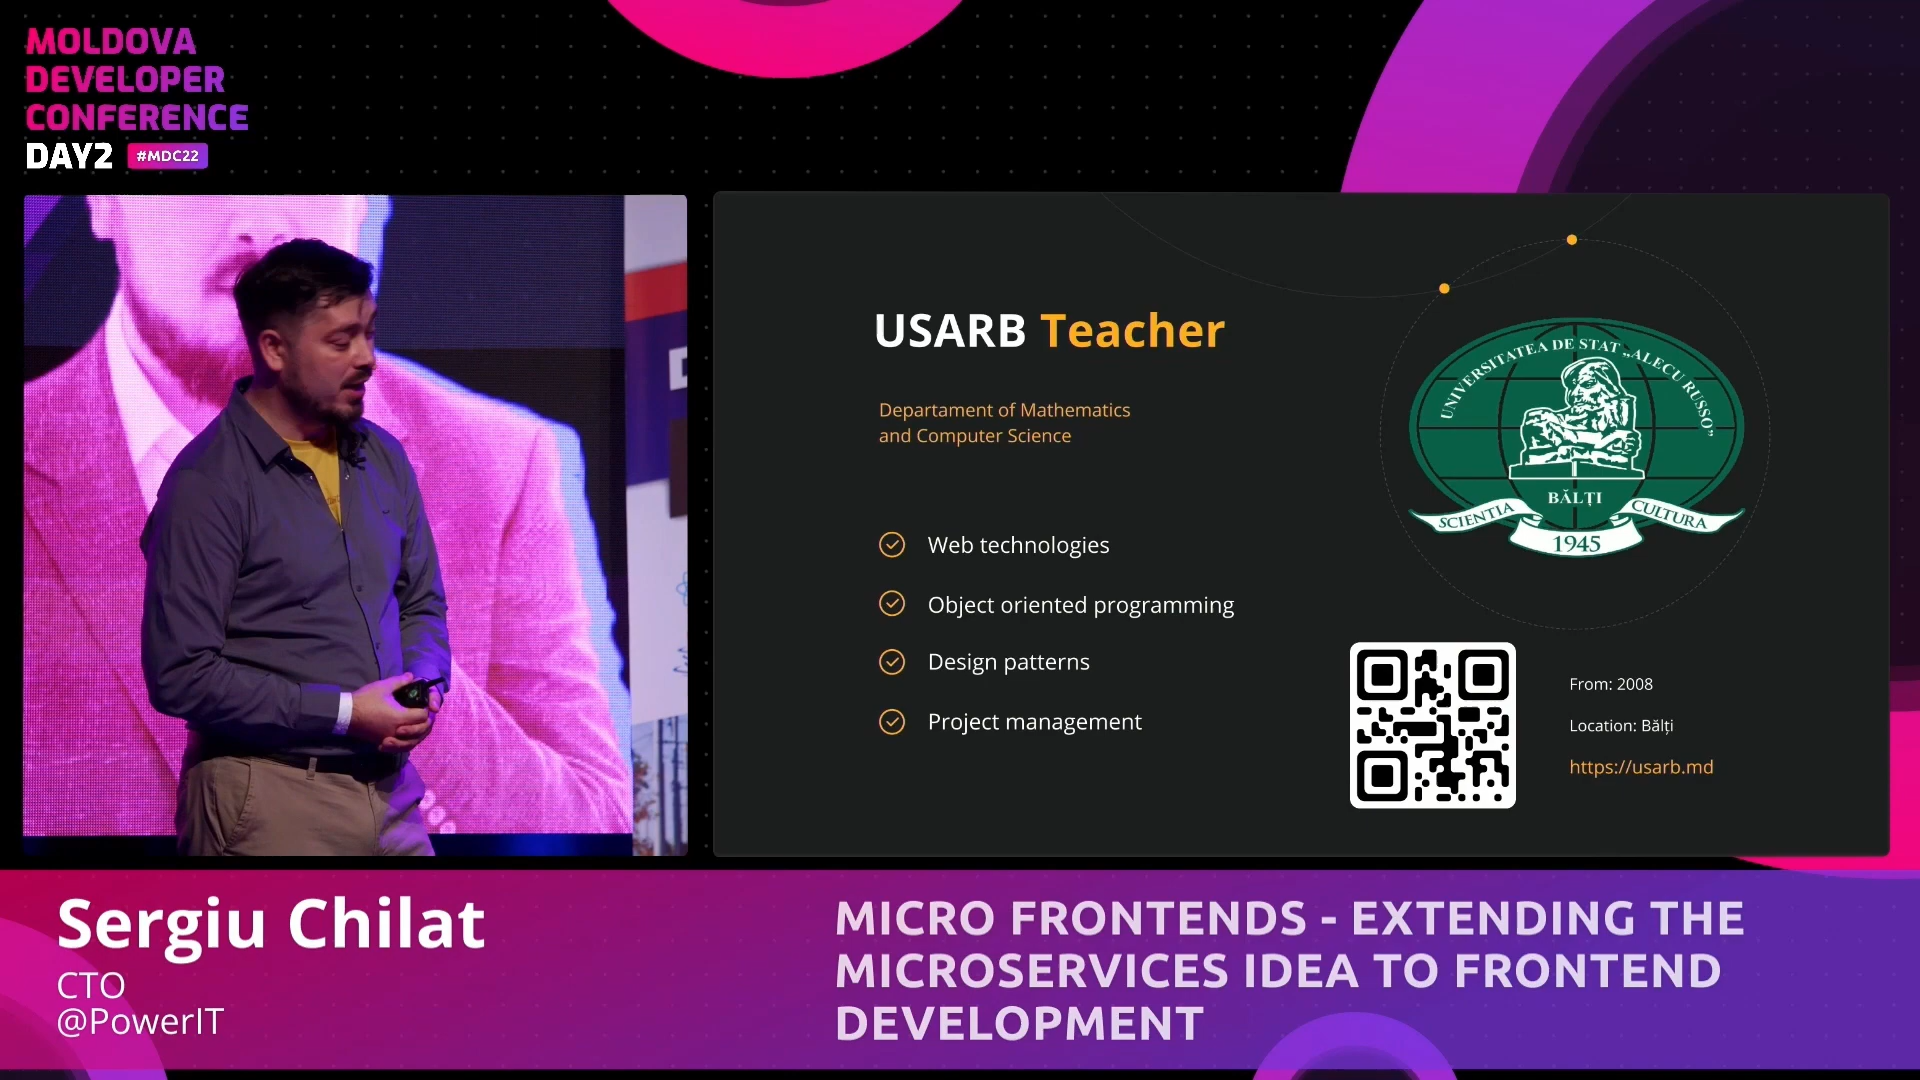 MOLDOVA
DEVELOPER
CONFERENCE
DAY2 #MDC22
USARB Teacher
Departament of Mathematics
and Computer Science
Web technologies
Object oriented programming
Design patterns
Project management
UNIVERSITATEA DE STAT „ALECU RUSSO”
BĂLȚI
SCIENTIA CULTURA
1945
From: 2008
Location: Bălți
https://usarb.md
Sergiu Chilat
CTO
@PowerIT
MICRO FRONTENDS - EXTENDING THE
MICROSERVICES IDEA TO FRONTEND
DEVELOPMENT